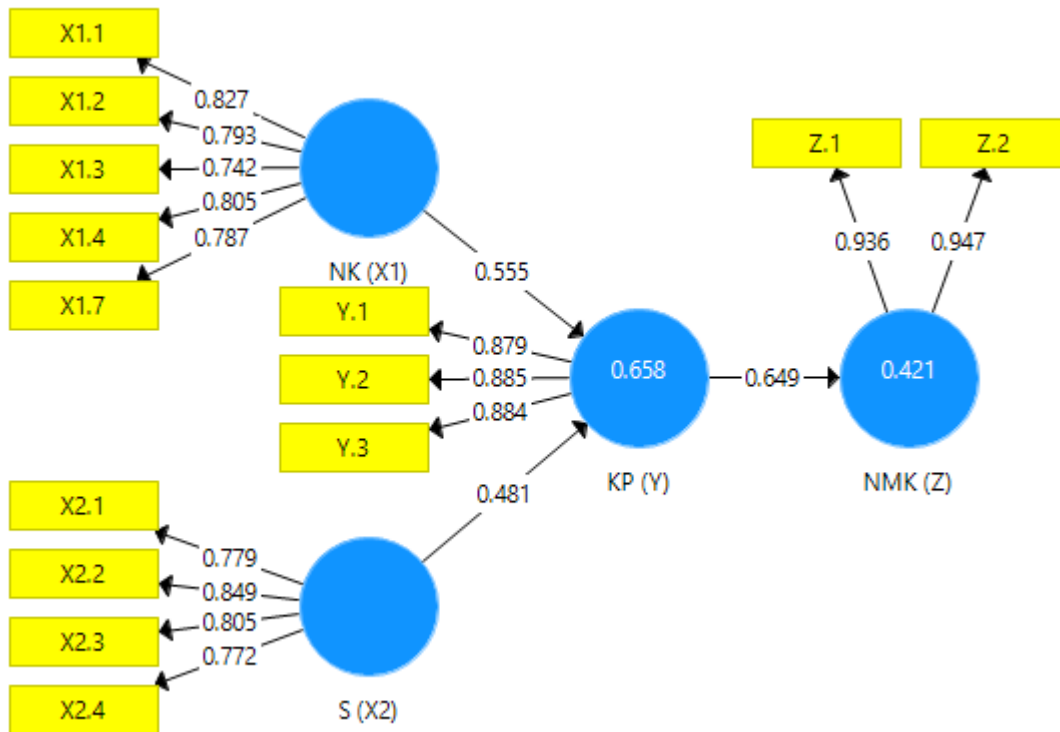 X1.1
X1.2
X1.3
X1.4
X1.7
0.827
0.793
0.742
0.805
0.787
NK (X1)
0.555
Y.1
Y.2
Y.3
0.879
0.885
0.884
0.658
KP (Y)
0.649
0.421
NMK (Z)
Z.1
Z.2
0.936
0.947
X2.1
X2.2
X2.3
X2.4
0.779
0.849
0.805
0.772
S (X2)
0.481